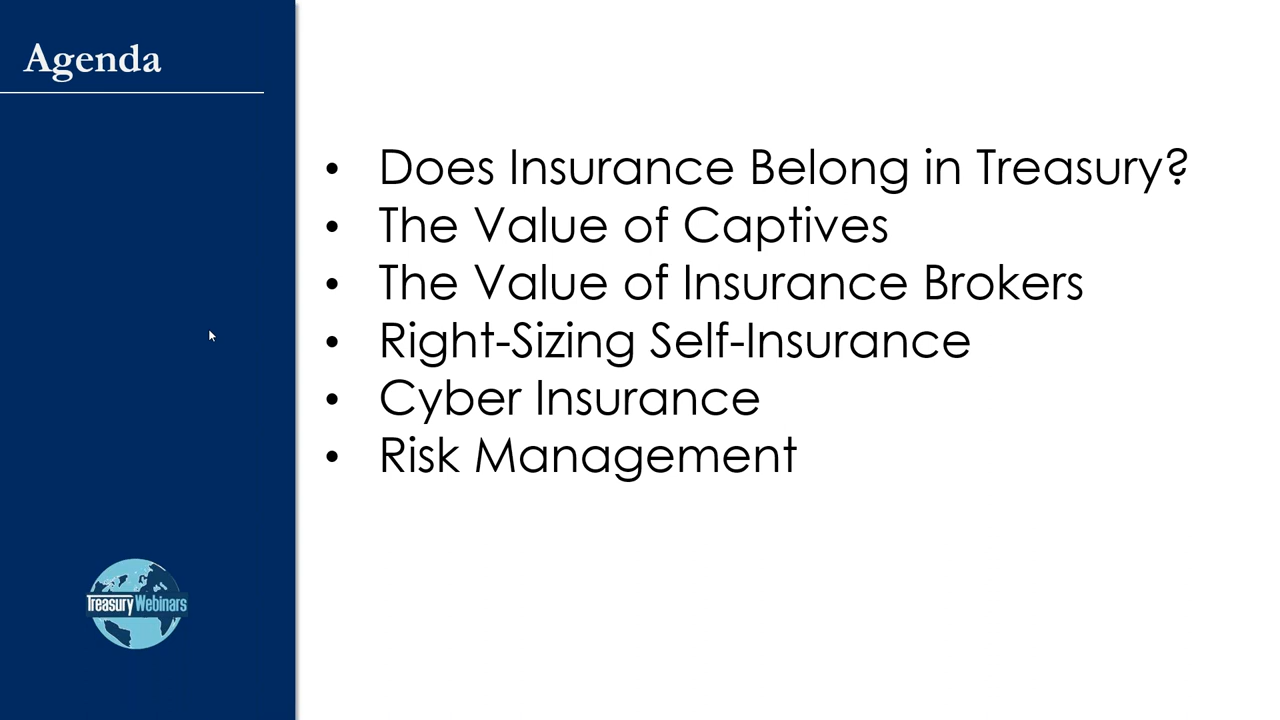 Agenda
• Does Insurance Belong in Treasury?
• The Value of Captives
• The Value of Insurance Brokers
• Right-Sizing Self-Insurance
• Cyber Insurance
• Risk Management
Treasury Webinars